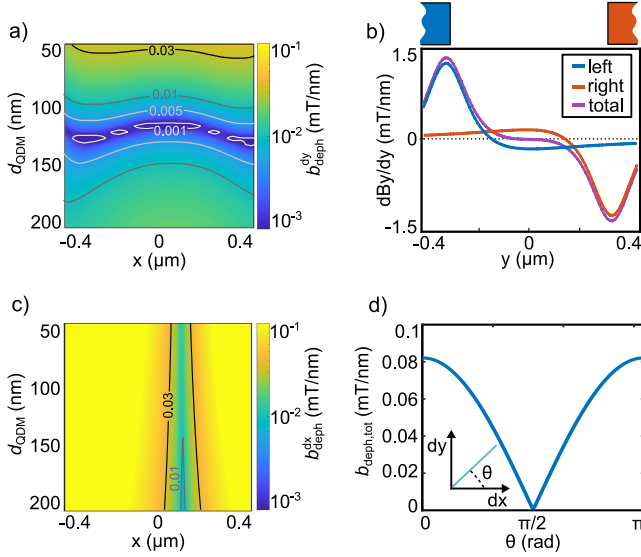 a)
50
100
150
200
d_QDM (nm)
0.03
0.01
0.005
0.001
-0.4
0
0.4
x (µm)
10^-1
10^-2
10^-3
b^dy_deph (mT/nm)
b)
left
right
total
1.5
0
-1.5
dBy/dy (mT/nm)
-0.4
0
0.4
y (µm)
c)
50
100
150
200
d_QDM (nm)
0.03
0.01
-0.4
0
0.4
x (µm)
10^-1
10^-2
10^-3
b^dx_deph (mT/nm)
d)
0.1
0.08
0.06
0.04
0.02
0
b_deph,tot (mT/nm)
dy
θ
dx
0
π/2
π
θ (rad)